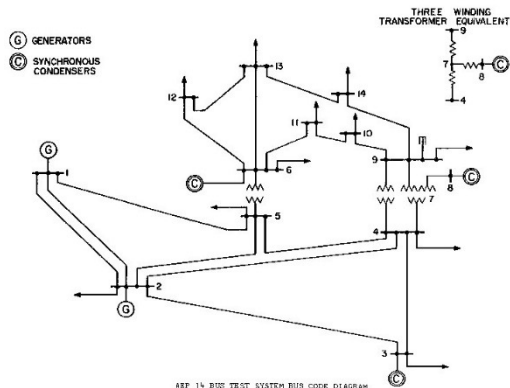 THREE WINDING
TRANSFORMER EQUIVALENT
9
7
C
8
4
G GENERATORS
C SYNCHRONOUS
CONDENSERS
13
14
12
11
10
9
C
6
G
1
C
8
7
5
4
2
G
3
C
AEP 14 BUS TEST SYSTEM BUS CODE DIAGRAM